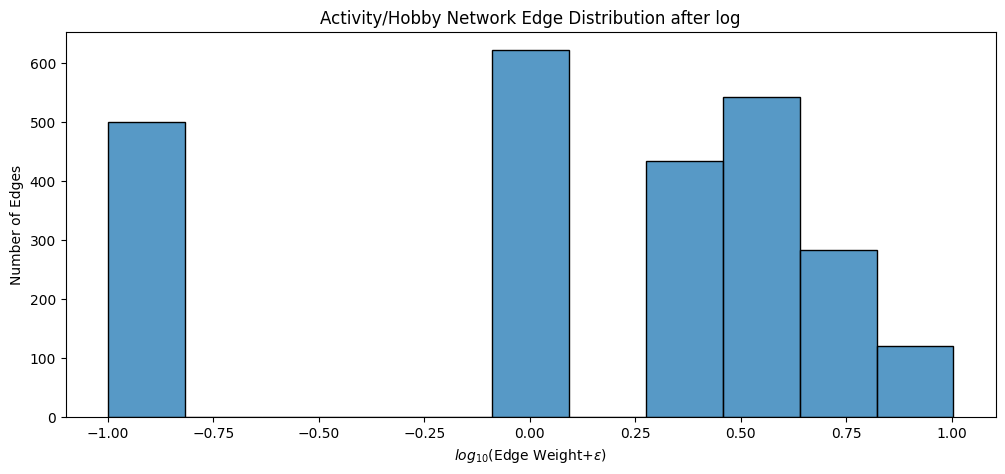 Activity/Hobby Network Edge Distribution after log
Number of Edges
600
500
400
300
200
100
0
−1.00 −0.75 −0.50 −0.25 0.00 0.25 0.50 0.75 1.00
log₁₀(Edge Weight+ε)